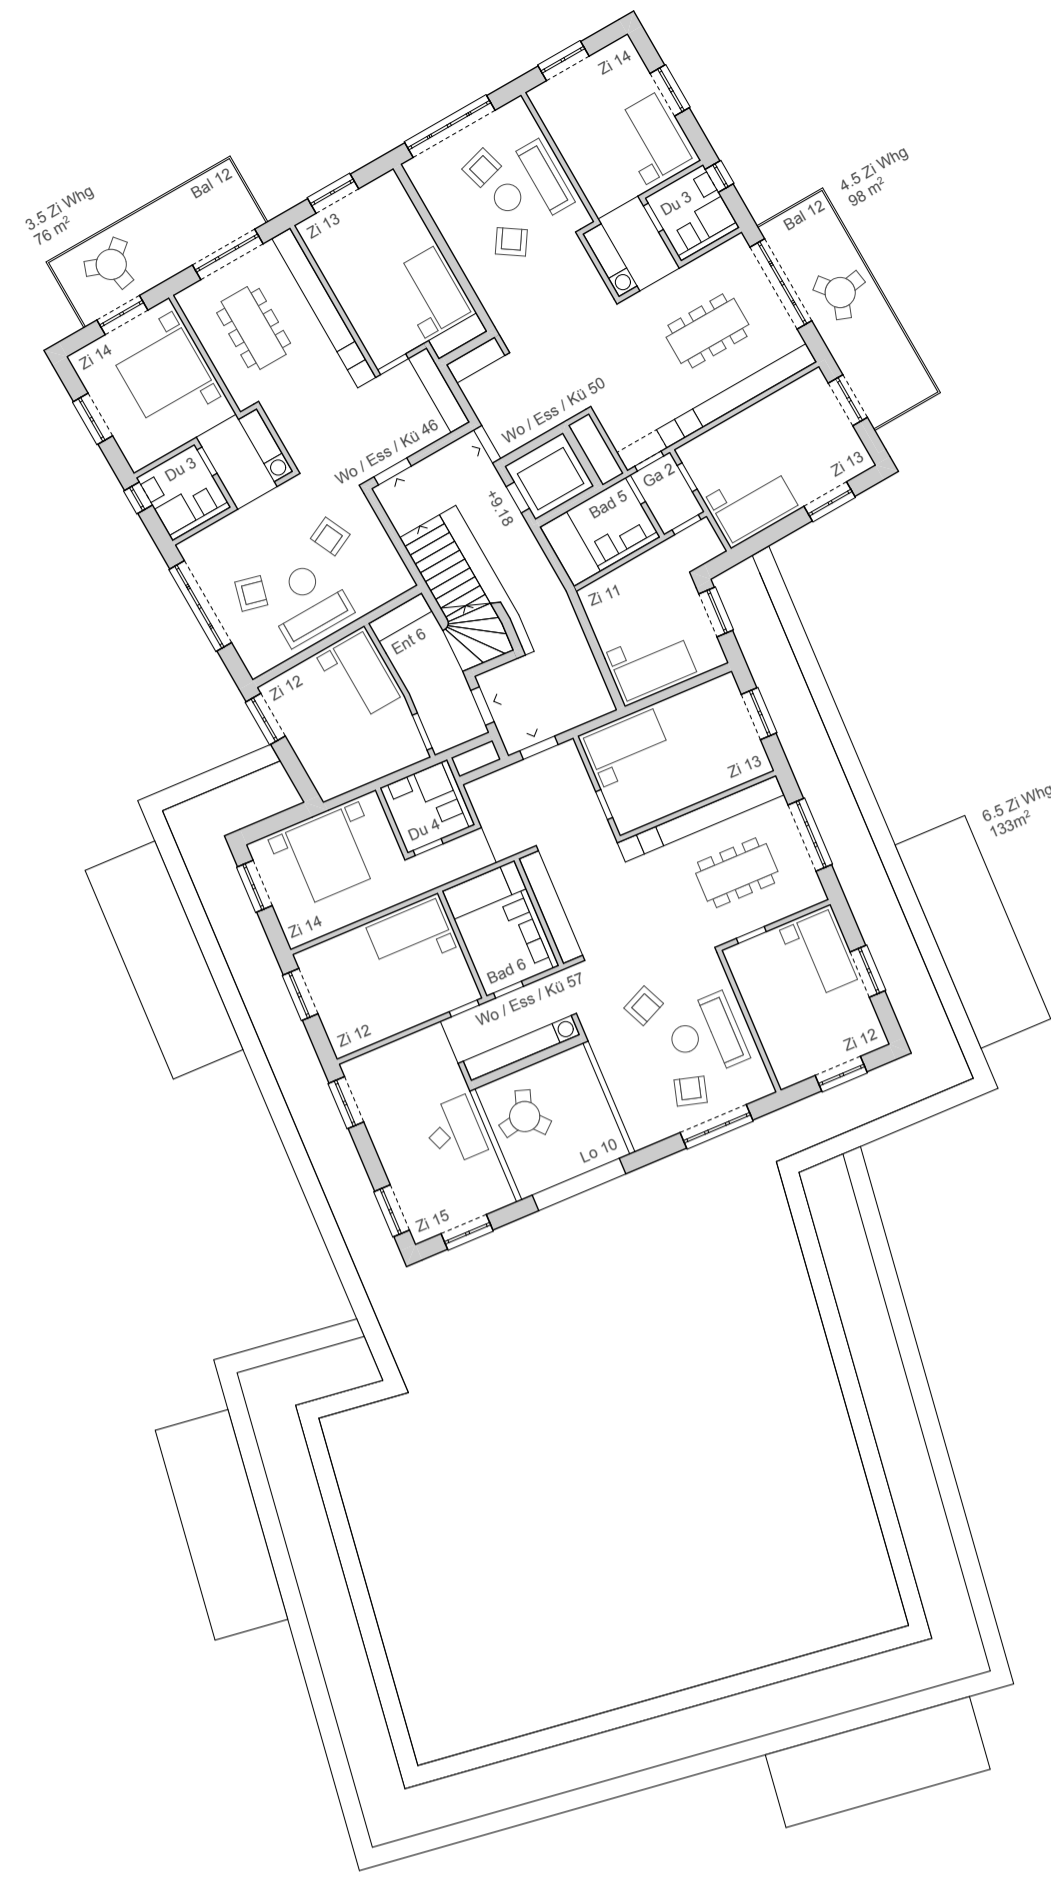 Zi 14
3.5 Zi Whg
76 m²
Bal 12
Zi 13
Du 3
4.5 Zi Whg
98 m²
Bal 12
Zi 14
Wo / Ess / Kü 46
Wo / Ess / Kü 50
Du 3
+9.18
Bad 5
Ga 2
Zi 13
Zi 11
Ent 6
Zi 12
Zi 13
6.5 Zi Whg
133m²
Du 4
Zi 14
Bad 6
Wo / Ess / Kü 57
Zi 12
Zi 12
Lo 10
Zi 15